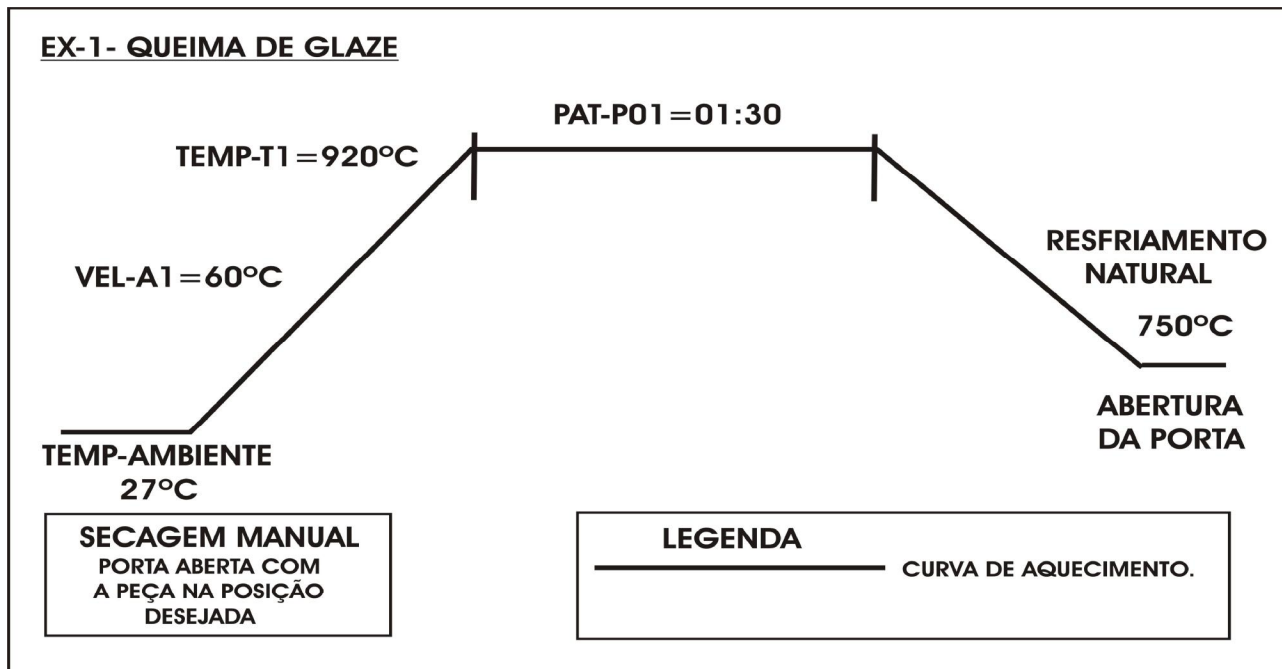 EX-1- QUEIMA DE GLAZE
PAT-P01=01:30
TEMP-T1=920ºC
VEL-A1=60ºC
RESFRIAMENTO
NATURAL
750ºC
ABERTURA
DA PORTA
TEMP-AMBIENTE
27ºC
SECAGEM MANUAL
PORTA ABERTA COM
A PEÇA NA POSIÇÃO
DESEJADA
LEGENDA
CURVA DE AQUECIMENTO.